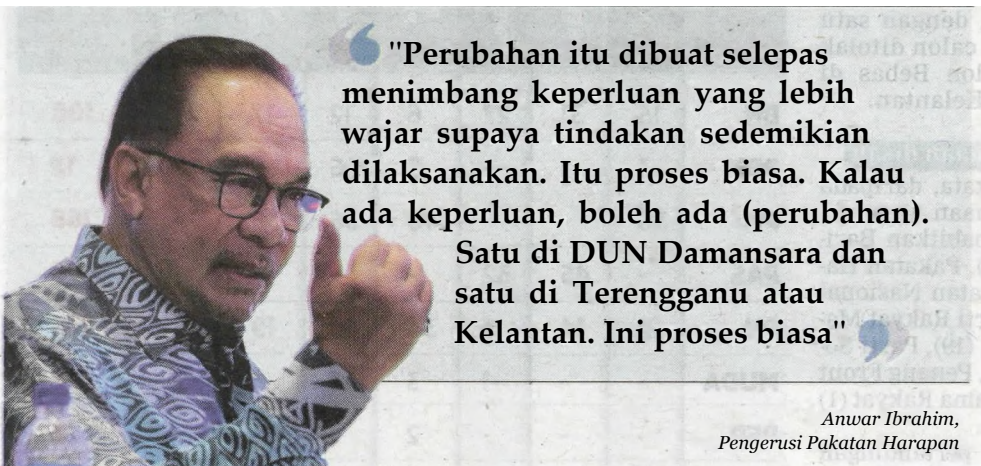 "Perubahan itu dibuat selepas
menimbang keperluan yang lebih
wajar supaya tindakan sedemikian
dilaksanakan. Itu proses biasa. Kalau
ada keperluan, boleh ada (perubahan).
Satu di DUN Damansara dan
satu di Terengganu atau
Kelantan. Ini proses biasa"
Anwar Ibrahim,
Pengerusi Pakatan Harapan